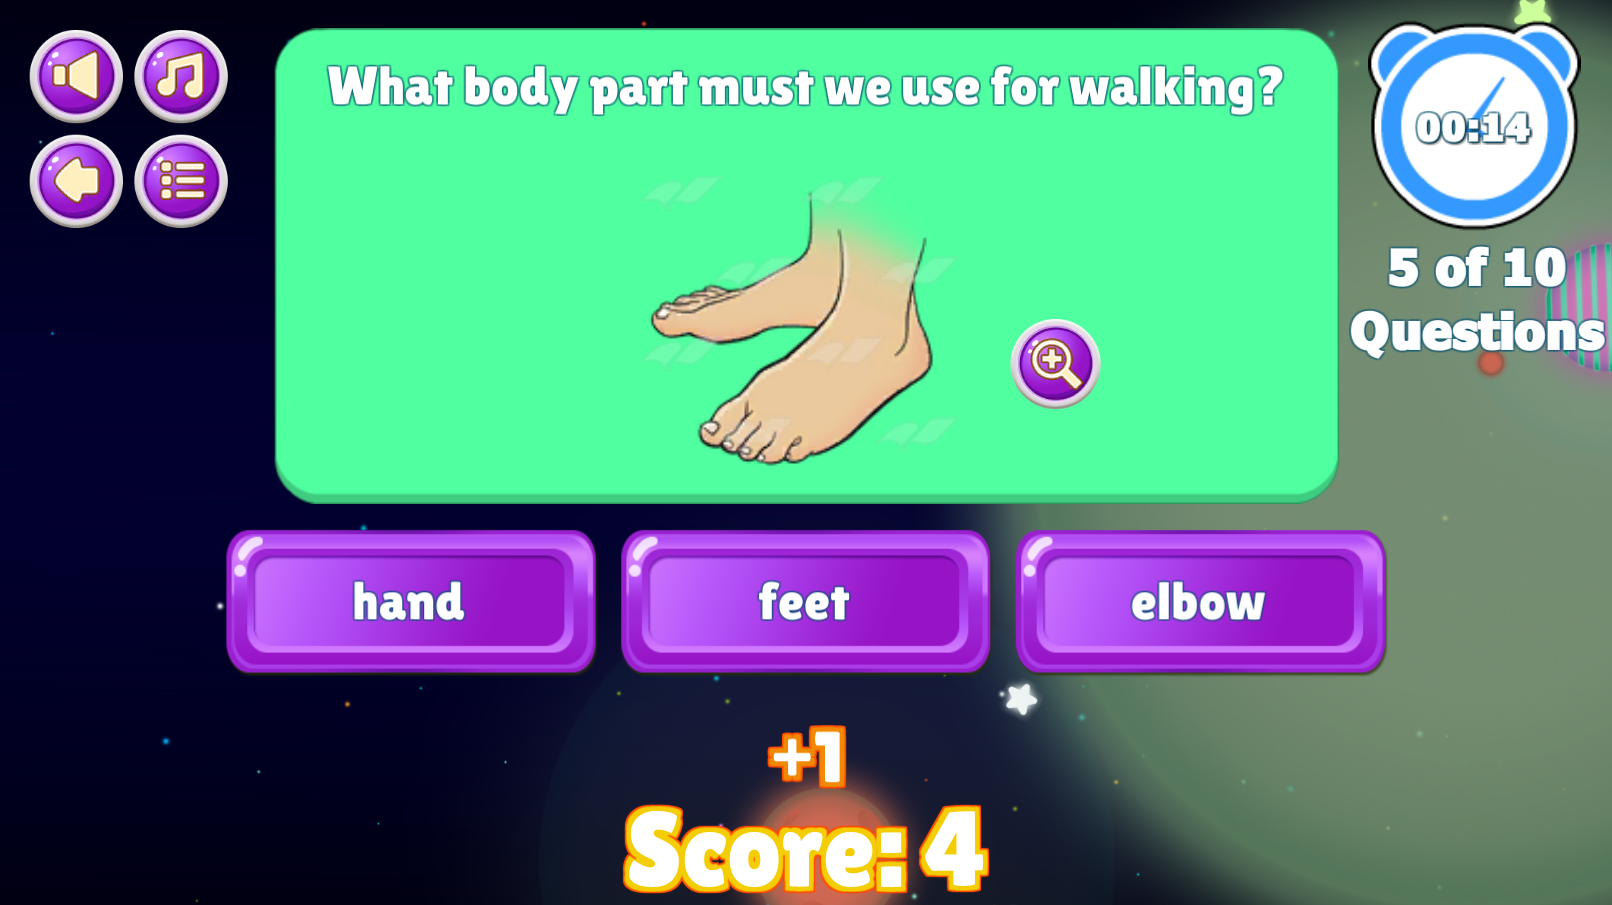 What body part must we use for walking?
00:14
5 of 10
Questions
hand
feet
elbow
+1
Score: 4